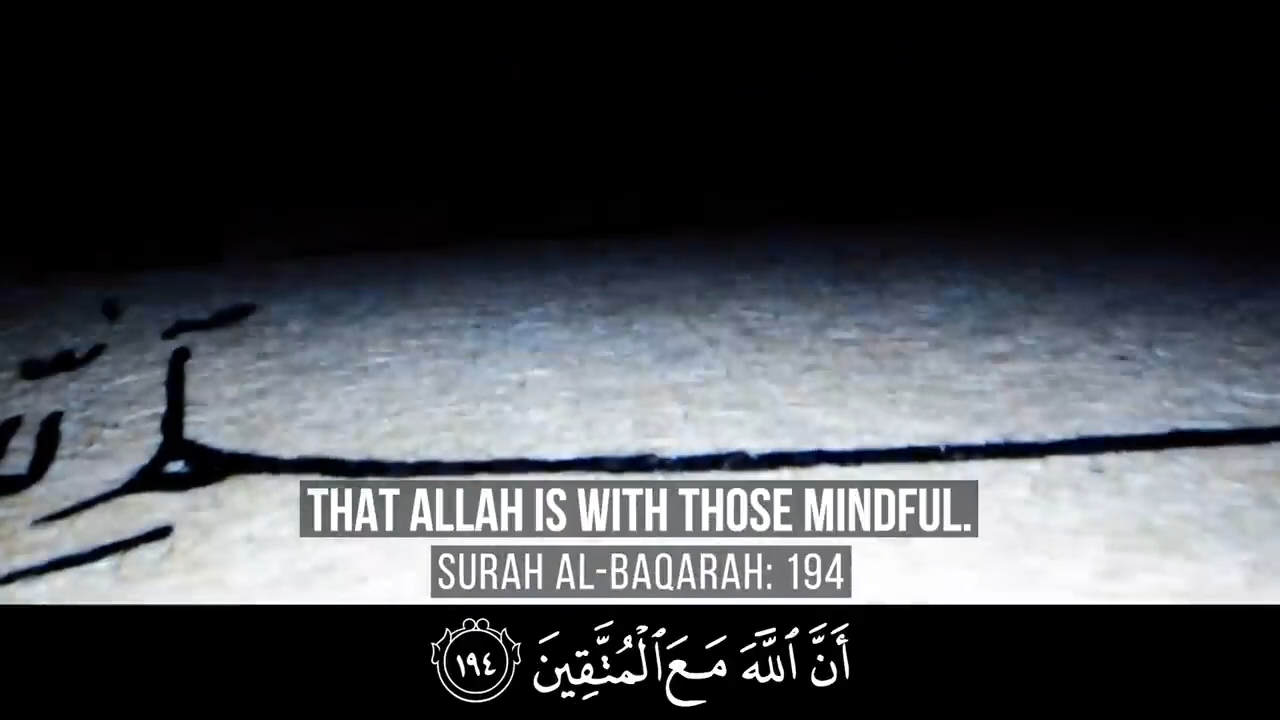 THAT ALLAH IS WITH THOSE MINDFUL.
SURAH AL-BAQARAH: 194
أَنَّ ٱللَّهَ مَعَ ٱلْمُتَّقِينَ ١٩٤